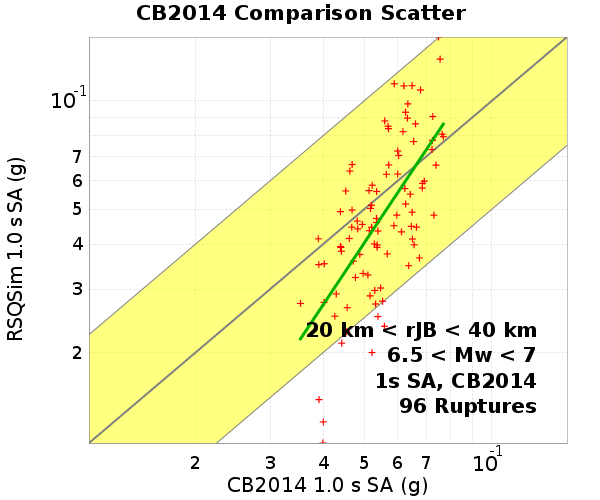 CB2014 Comparison Scatter
10-1
7
6
5
4
3
2
RSQSim 1.0 s SA (g)
20 km < rJB < 40 km
6.5 < Mw < 7
1s SA, CB2014
96 Ruptures
2 3 4 5 6 7 10-1
CB2014 1.0 s SA (g)